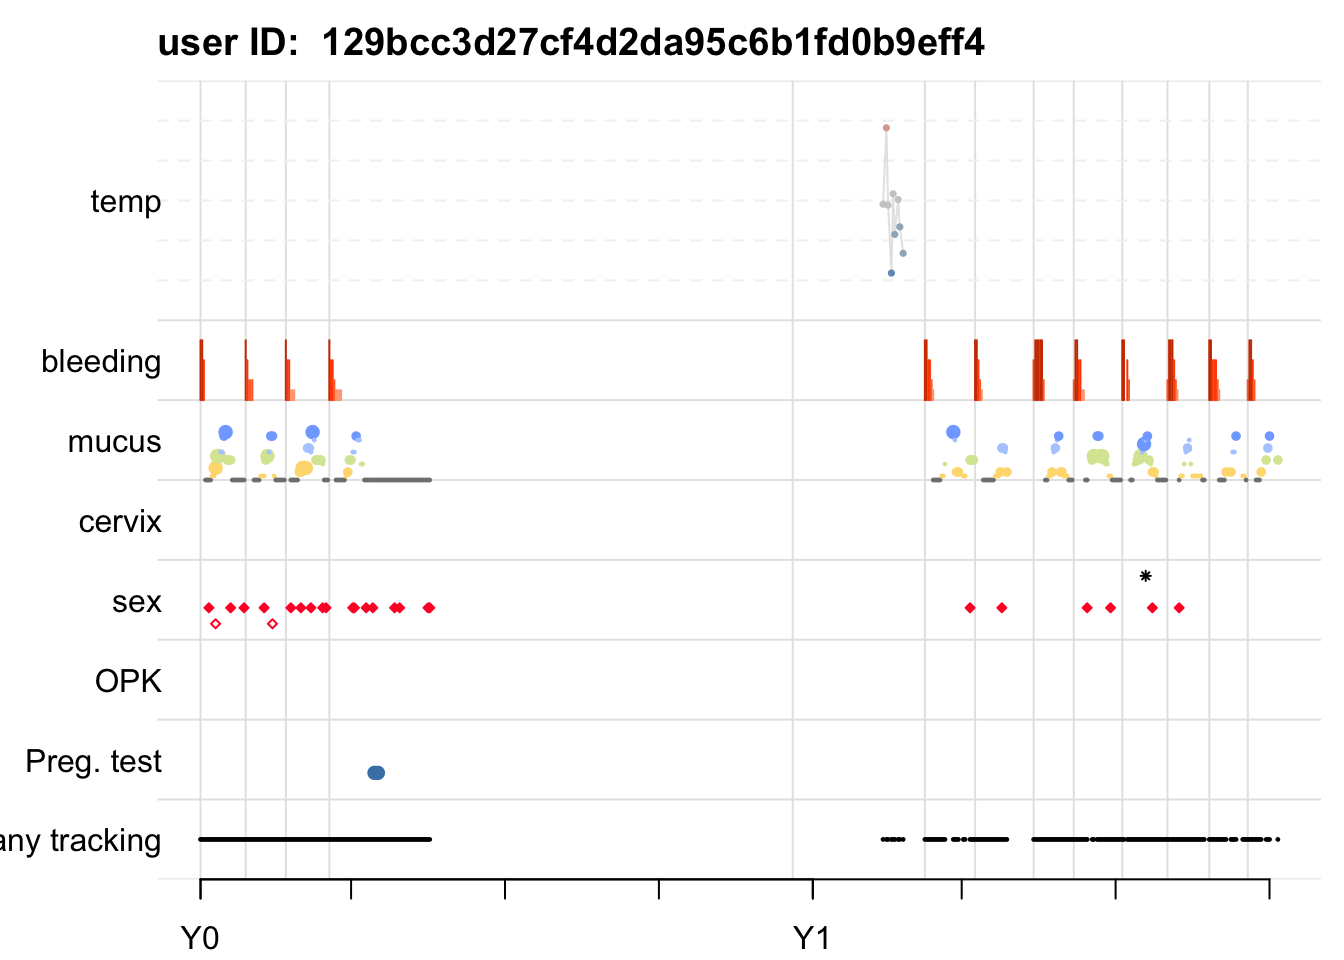 user ID:  129bcc3d27cf4d2da95c6b1fd0b9eff4
temp
bleeding
mucus
cervix
sex
OPK
Preg. test
any tracking
Y0
Y1